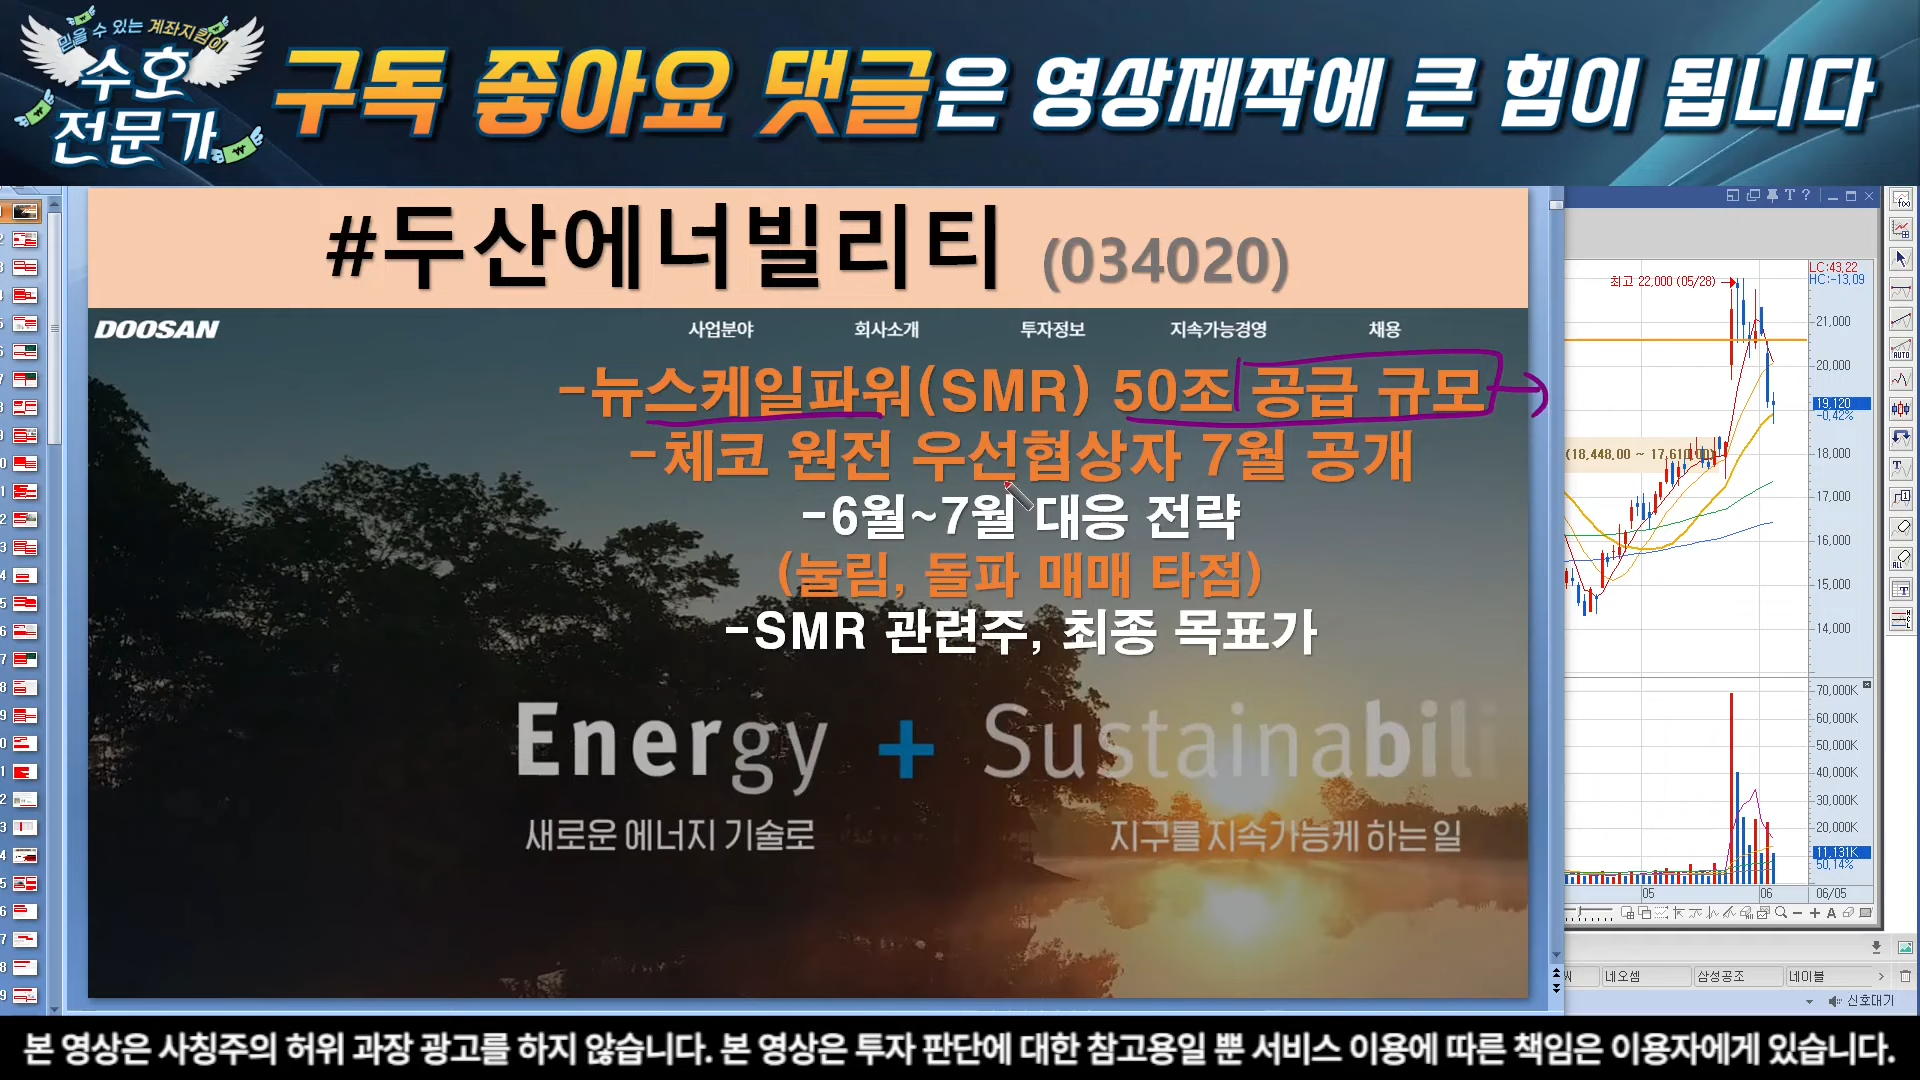 믿을 수 있는 계좌지킴이
수호
전문가
구독 좋아요 댓글은 영상제작에 큰 힘이 됩니다
#두산에너빌리티 (034020)
DOOSAN 사업분야 회사소개 투자정보 지속가능경영 채용
-뉴스케일파워(SMR) 50조 공급 규모
-체코 원전 우선협상자 7월 공개
-6월~7월 대응 전략
(눌림, 돌파 매매 타점)
-SMR 관련주, 최종 목표가
Energy + Sustainabili
새로운 에너지 기술로 지구를 지속가능케 하는 일
LC:43,22
HC:-13,09
최고 22,000 (05/28)
21,000
20,000
19,120
-0,42%
(18,448,00 ~ 17,610,00)
18,000
17,000
16,000
15,000
14,000
70,000K
60,000K
50,000K
40,000K
30,000K
20,000K
11,131K
50,14%
05 06 06/05
네오셈 삼성공조 네이블
신호대기
본 영상은 사칭주의 허위 과장 광고를 하지 않습니다. 본 영상은 투자 판단에 대한 참고용일 뿐 서비스 이용에 따른 책임은 이용자에게 있습니다.